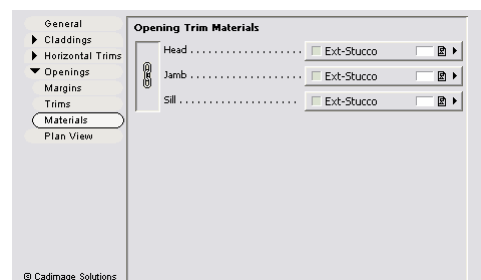 General
Claddings
Horizontal Trims
Openings
Margins
Trims
Materials
Plan View
© Cadimage Solutions
Opening Trim Materials
Head . . . . . . . . . . . . . . . . . . . Ext-Stucco
Jamb . . . . . . . . . . . . . . . . . . . Ext-Stucco
Sill . . . . . . . . . . . . . . . . . . . . Ext-Stucco